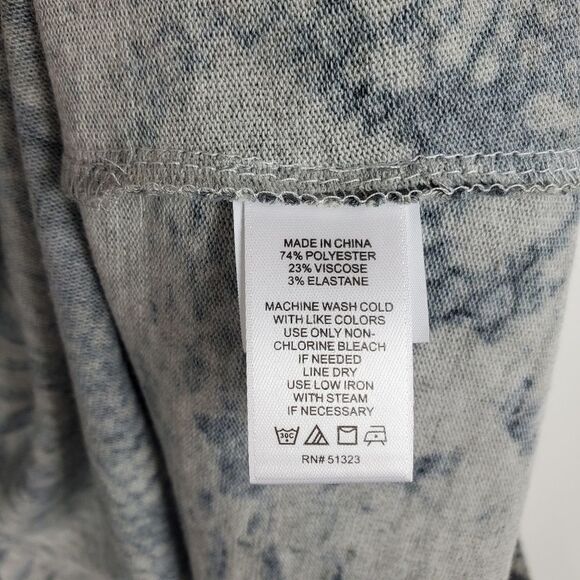 MADE IN CHINA
74% POLYESTER
23% VISCOSE
3% ELASTANE
MACHINE WASH COLD
WITH LIKE COLORS
USE ONLY NON-
CHLORINE BLEACH
IF NEEDED
LINE DRY
USE LOW IRON
WITH STEAM
IF NECESSARY
30C
RN# 51323